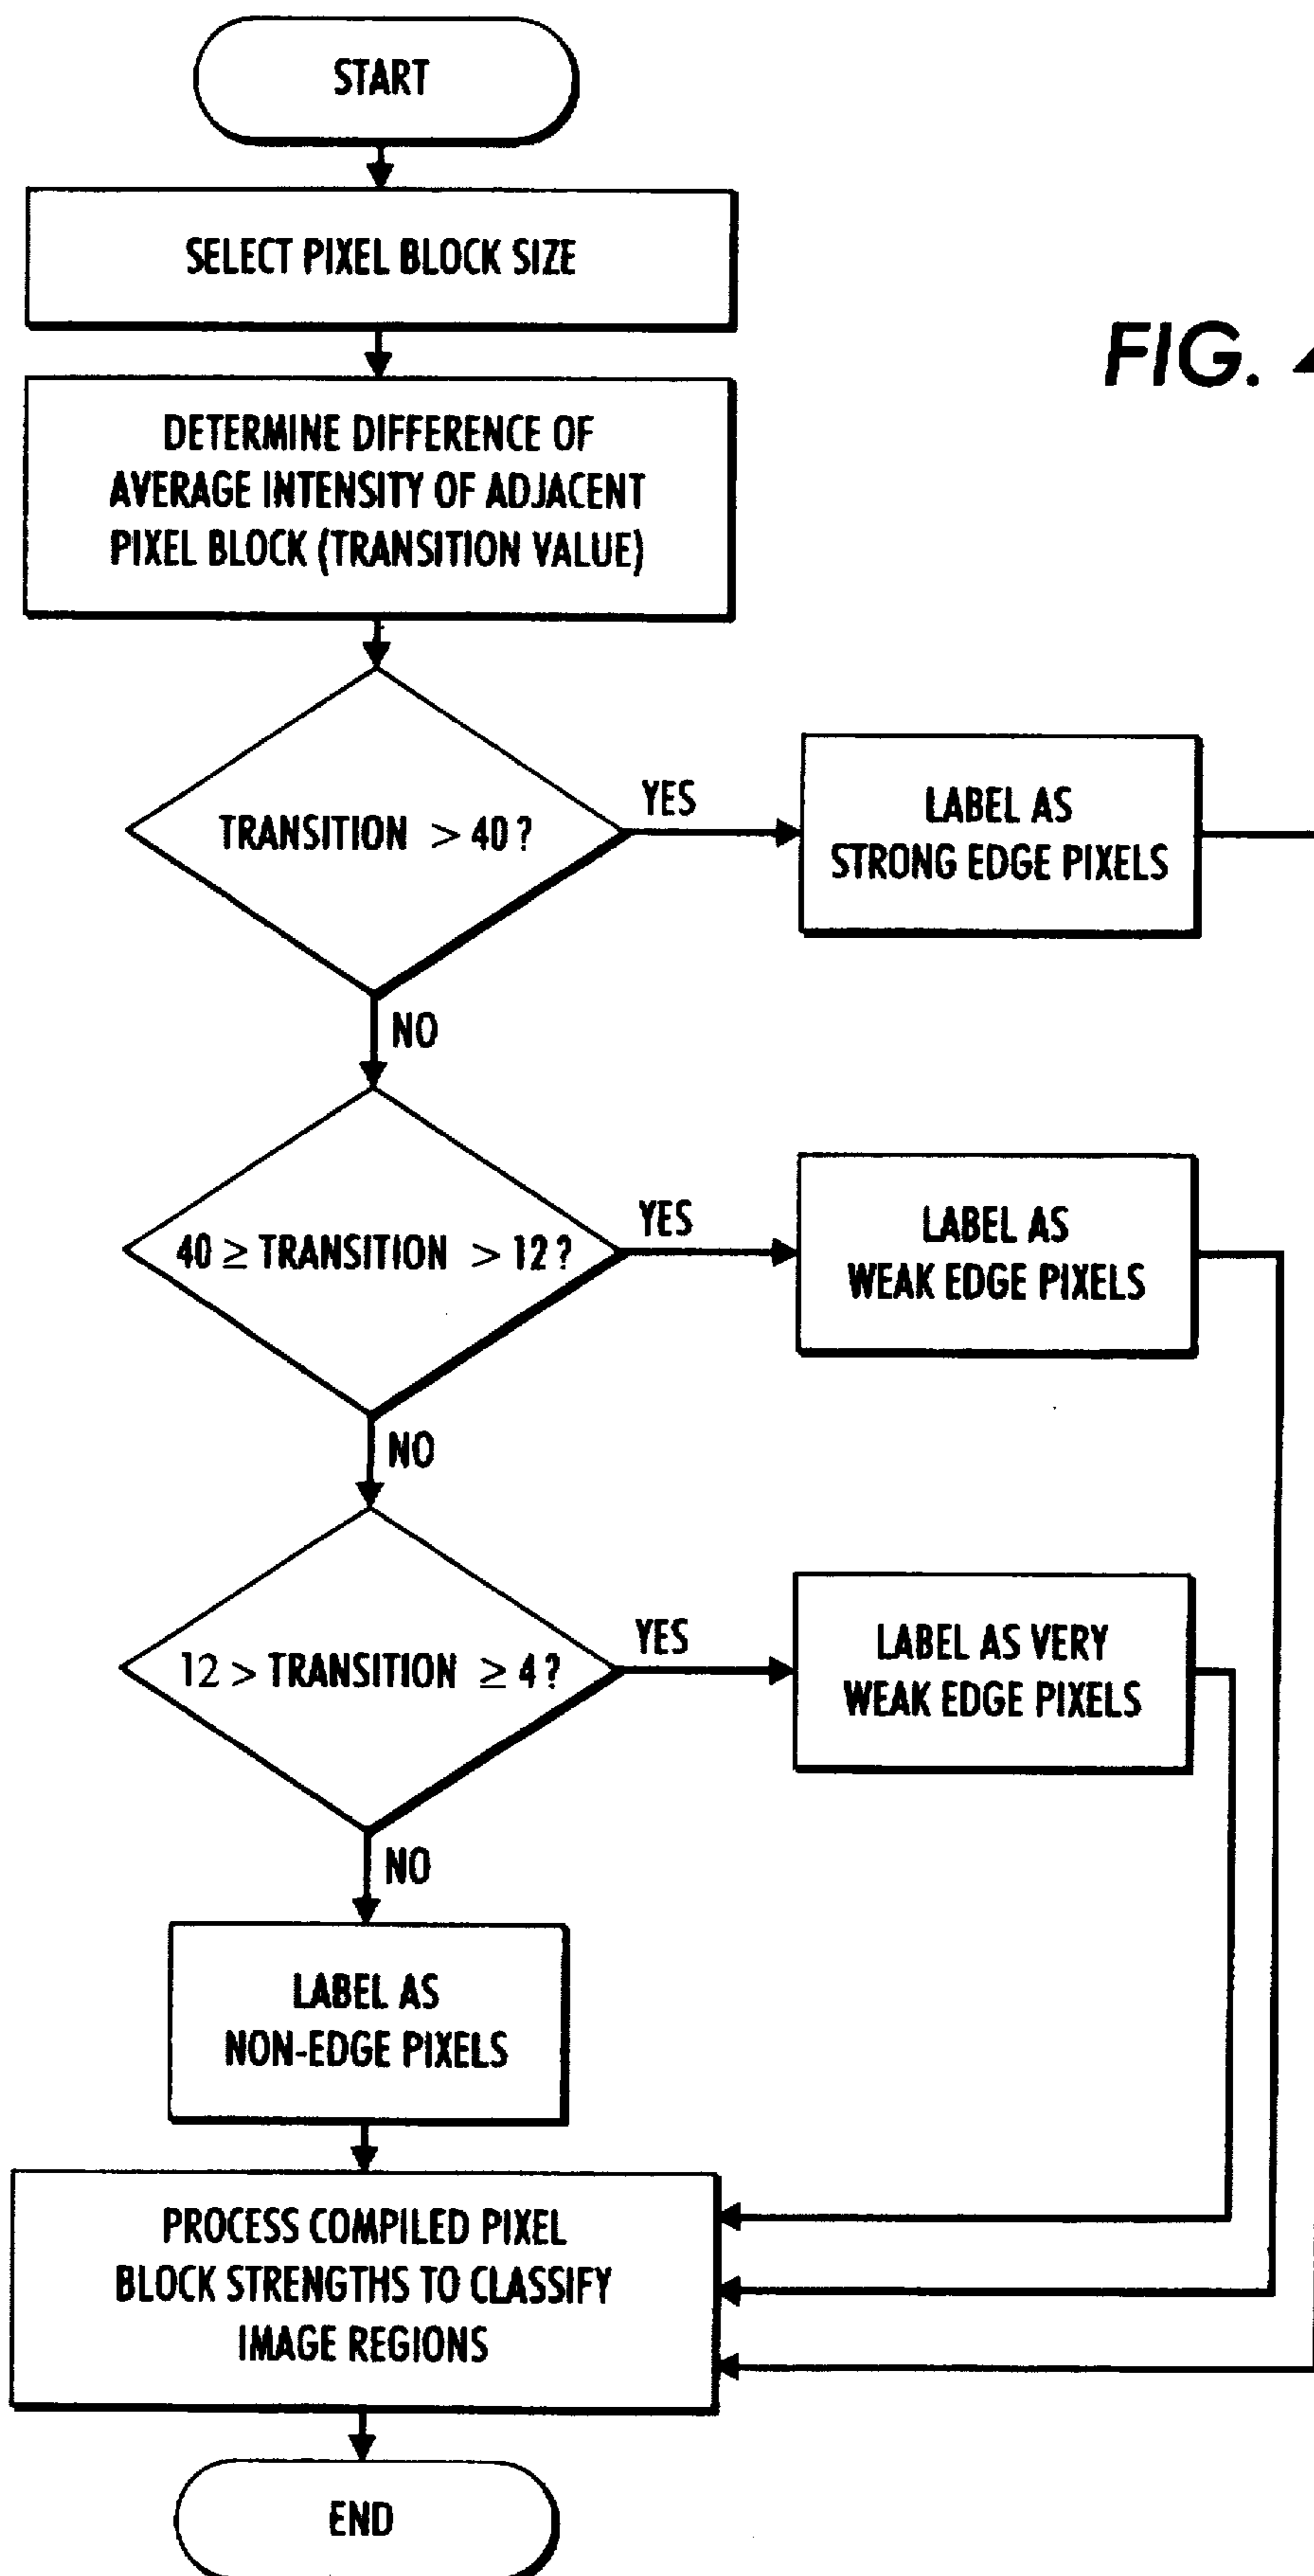 START
SELECT PIXEL BLOCK SIZE
FIG.
DETERMINE DIFFERENCE OF
AVERAGE INTENSITY OF ADJACENT
PIXEL BLOCK (TRANSITION VALUE)
TRANSITION > 40 ?
YES
LABEL AS
STRONG EDGE PIXELS
NO
40 ≥ TRANSITION > 12 ?
YES
LABEL AS
WEAK EDGE PIXELS
NO
12 > TRANSITION ≥ 4 ?
YES
LABEL AS VERY
WEAK EDGE PIXELS
NO
LABEL AS
NON-EDGE PIXELS
PROCESS COMPILED PIXEL
BLOCK STRENGTHS TO CLASSIFY
IMAGE REGIONS
END